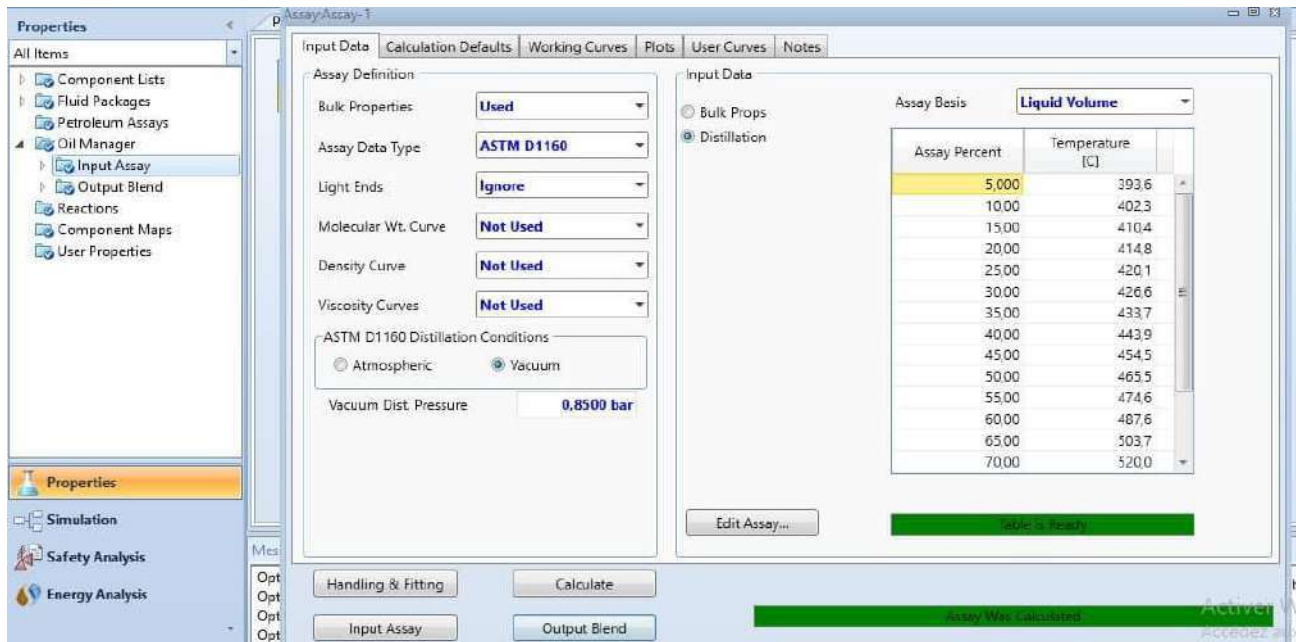 Properties
All Items
Component Lists
Fluid Packages
Petroleum Assays
Oil Manager
Input Assay
Output Blend
Reactions
Component Maps
User Properties
Properties
Simulation
Safety Analysis
Energy Analysis
Assay:Assay-1
Input Data Calculation Defaults Working Curves Plots User Curves Notes
Assay Definition
Bulk Properties Used
Assay Data Type ASTM D1160
Light Ends Ignore
Molecular Wt. Curve Not Used
Density Curve Not Used
Viscosity Curves Not Used
ASTM D1160 Distillation Conditions
Atmospheric Vacuum
Vacuum Dist. Pressure 0,8500 bar
Input Data
Bulk Props
Distillation
Assay Basis Liquid Volume
Assay Percent Temperature [C]
5,000 393,6
10,00 402,3
15,00 410,4
20,00 414,8
25,00 420,1
30,00 426,6
35,00 433,7
40,00 443,9
45,00 454,5
50,00 465,5
55,00 474,6
60,00 487,6
65,00 503,7
70,00 520,0
Edit Assay... Table is Ready
Handling & Fitting Calculate
Assay Was Calculated
Input Assay Output Blend
Mes
Opt
Opt
Opt
Opt
Activer W
Accédez a